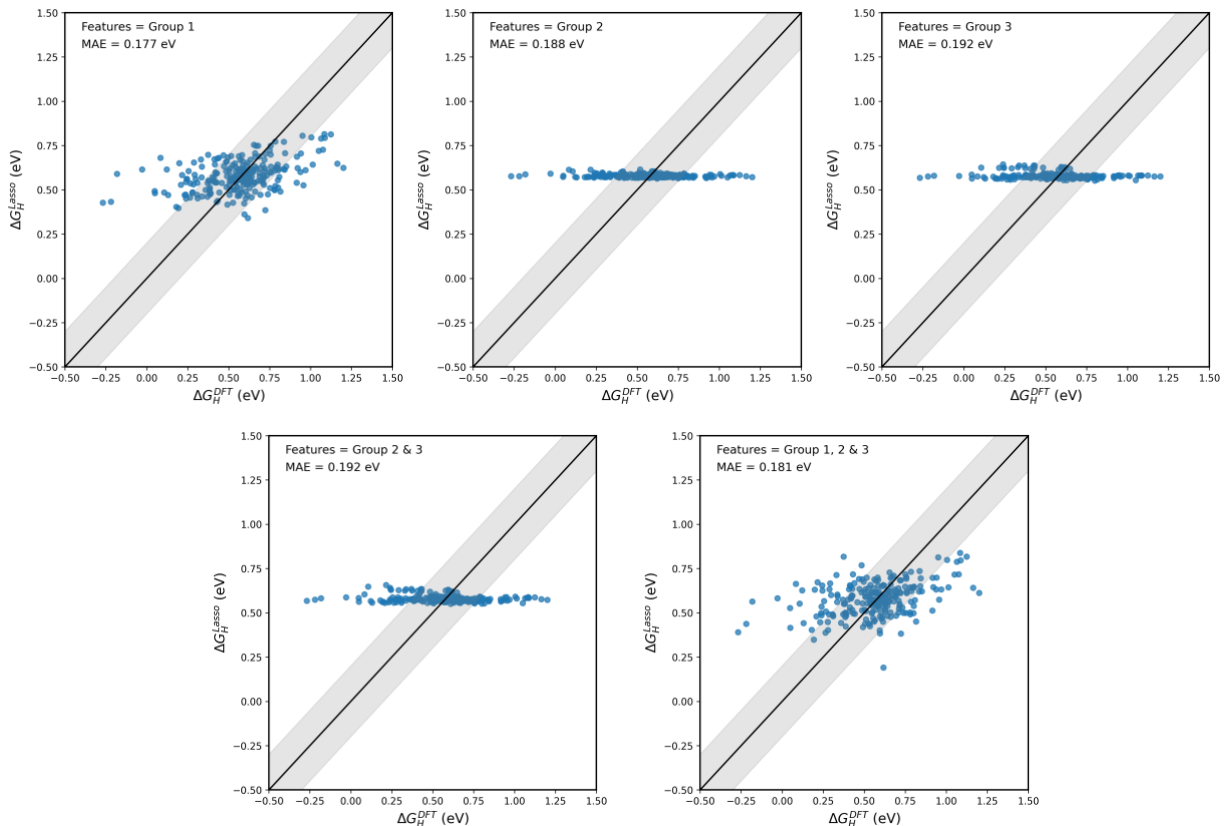 Features = Group 1
MAE = 0.177 eV
1.50
1.25
1.00
0.75
0.50
0.25
0.00
−0.25
−0.50
ΔG_H^{Lasso} (eV)
−0.50 −0.25 0.00 0.25 0.50 0.75 1.00 1.25 1.50
ΔG_H^{DFT} (eV)
Features = Group 2
MAE = 0.188 eV
1.50
1.25
1.00
0.75
0.50
0.25
0.00
−0.25
−0.50
ΔG_H^{Lasso} (eV)
−0.50 −0.25 0.00 0.25 0.50 0.75 1.00 1.25 1.50
ΔG_H^{DFT} (eV)
Features = Group 3
MAE = 0.192 eV
1.50
1.25
1.00
0.75
0.50
0.25
0.00
−0.25
−0.50
ΔG_H^{Lasso} (eV)
−0.50 −0.25 0.00 0.25 0.50 0.75 1.00 1.25 1.50
ΔG_H^{DFT} (eV)
Features = Group 2 & 3
MAE = 0.192 eV
1.50
1.25
1.00
0.75
0.50
0.25
0.00
−0.25
−0.50
ΔG_H^{Lasso} (eV)
−0.50 −0.25 0.00 0.25 0.50 0.75 1.00 1.25 1.50
ΔG_H^{DFT} (eV)
Features = Group 1, 2 & 3
MAE = 0.181 eV
1.50
1.25
1.00
0.75
0.50
0.25
0.00
−0.25
−0.50
ΔG_H^{Lasso} (eV)
−0.50 −0.25 0.00 0.25 0.50 0.75 1.00 1.25 1.50
ΔG_H^{DFT} (eV)